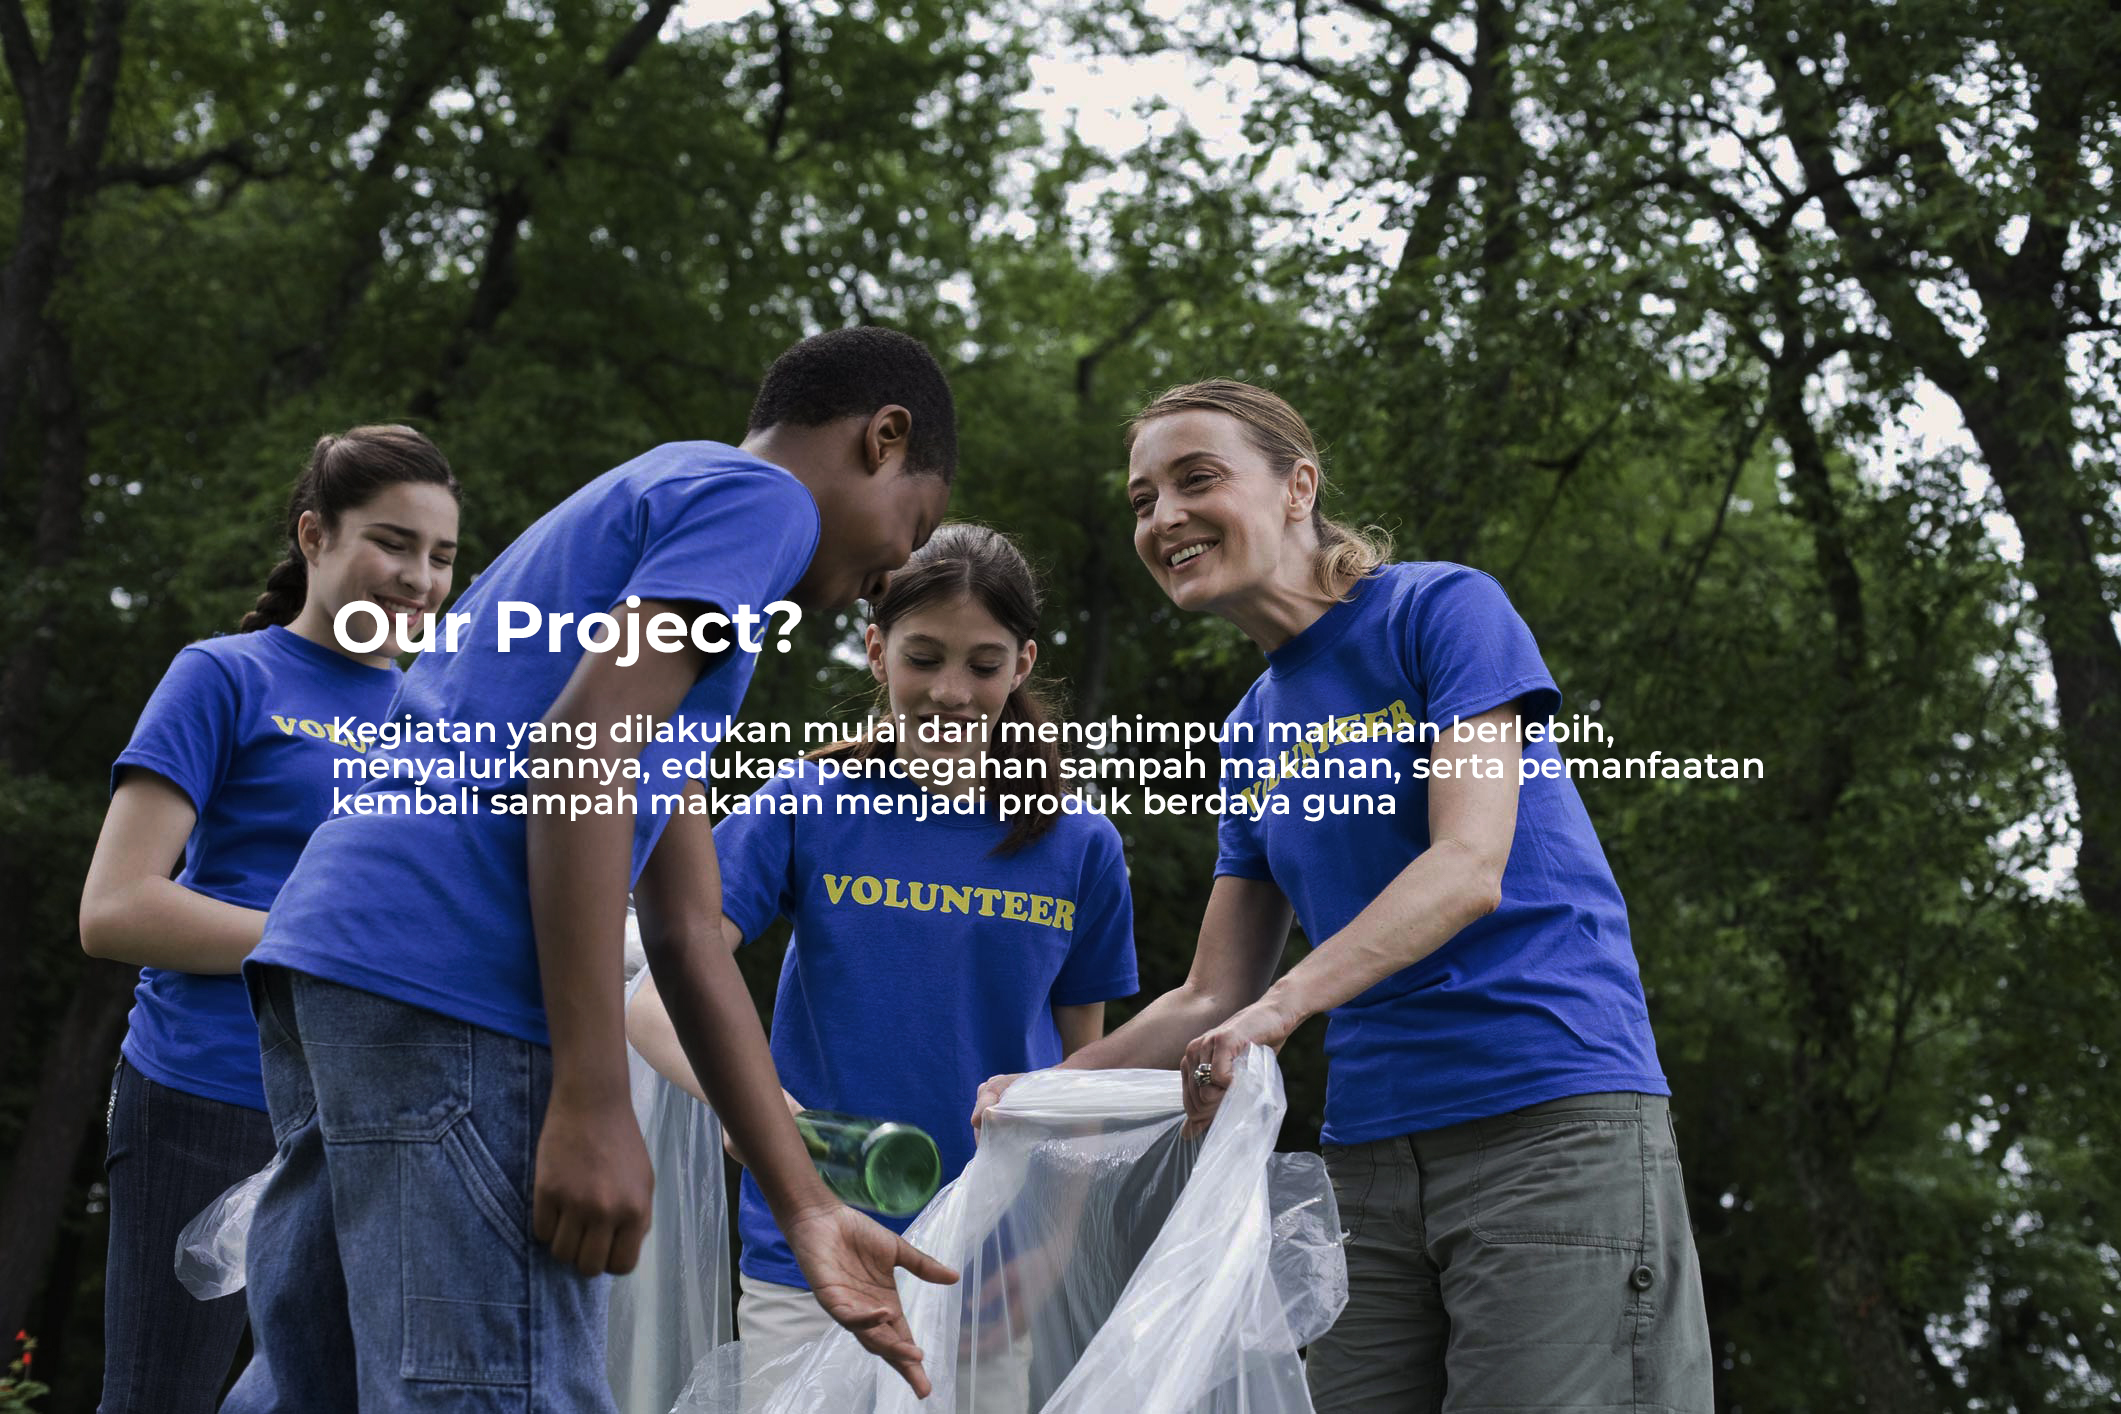 Our Project?
Kegiatan yang dilakukan mulai dari menghimpun makanan berlebih,
menyalurkannya, edukasi pencegahan sampah makanan, serta pemanfaatan
kembali sampah makanan menjadi produk berdaya guna
VOLUNTEER
VOLUNTEER